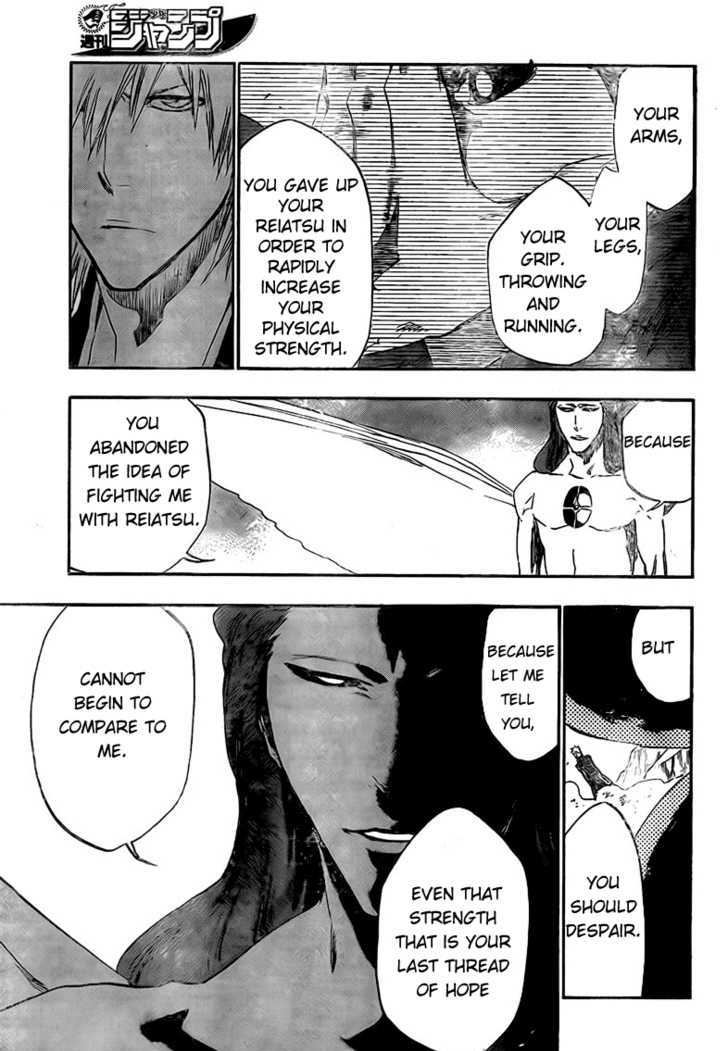 週刊
少年
ジャンプ
YOUR
ARMS,
YOUR
LEGS,
YOUR
GRIP.
THROWING
AND
RUNNING.
YOU GAVE UP
YOUR
REIATSU IN
ORDER TO
RAPIDLY
INCREASE
YOUR
PHYSICAL
STRENGTH.
BECAUSE
YOU
ABANDONED
THE IDEA OF
FIGHTING ME
WITH REIATSU.
BUT
YOU
SHOULD
DESPAIR.
BECAUSE
LET ME
TELL
YOU,
EVEN THAT
STRENGTH
THAT IS YOUR
LAST THREAD
OF HOPE
CANNOT
BEGIN TO
COMPARE TO
ME.